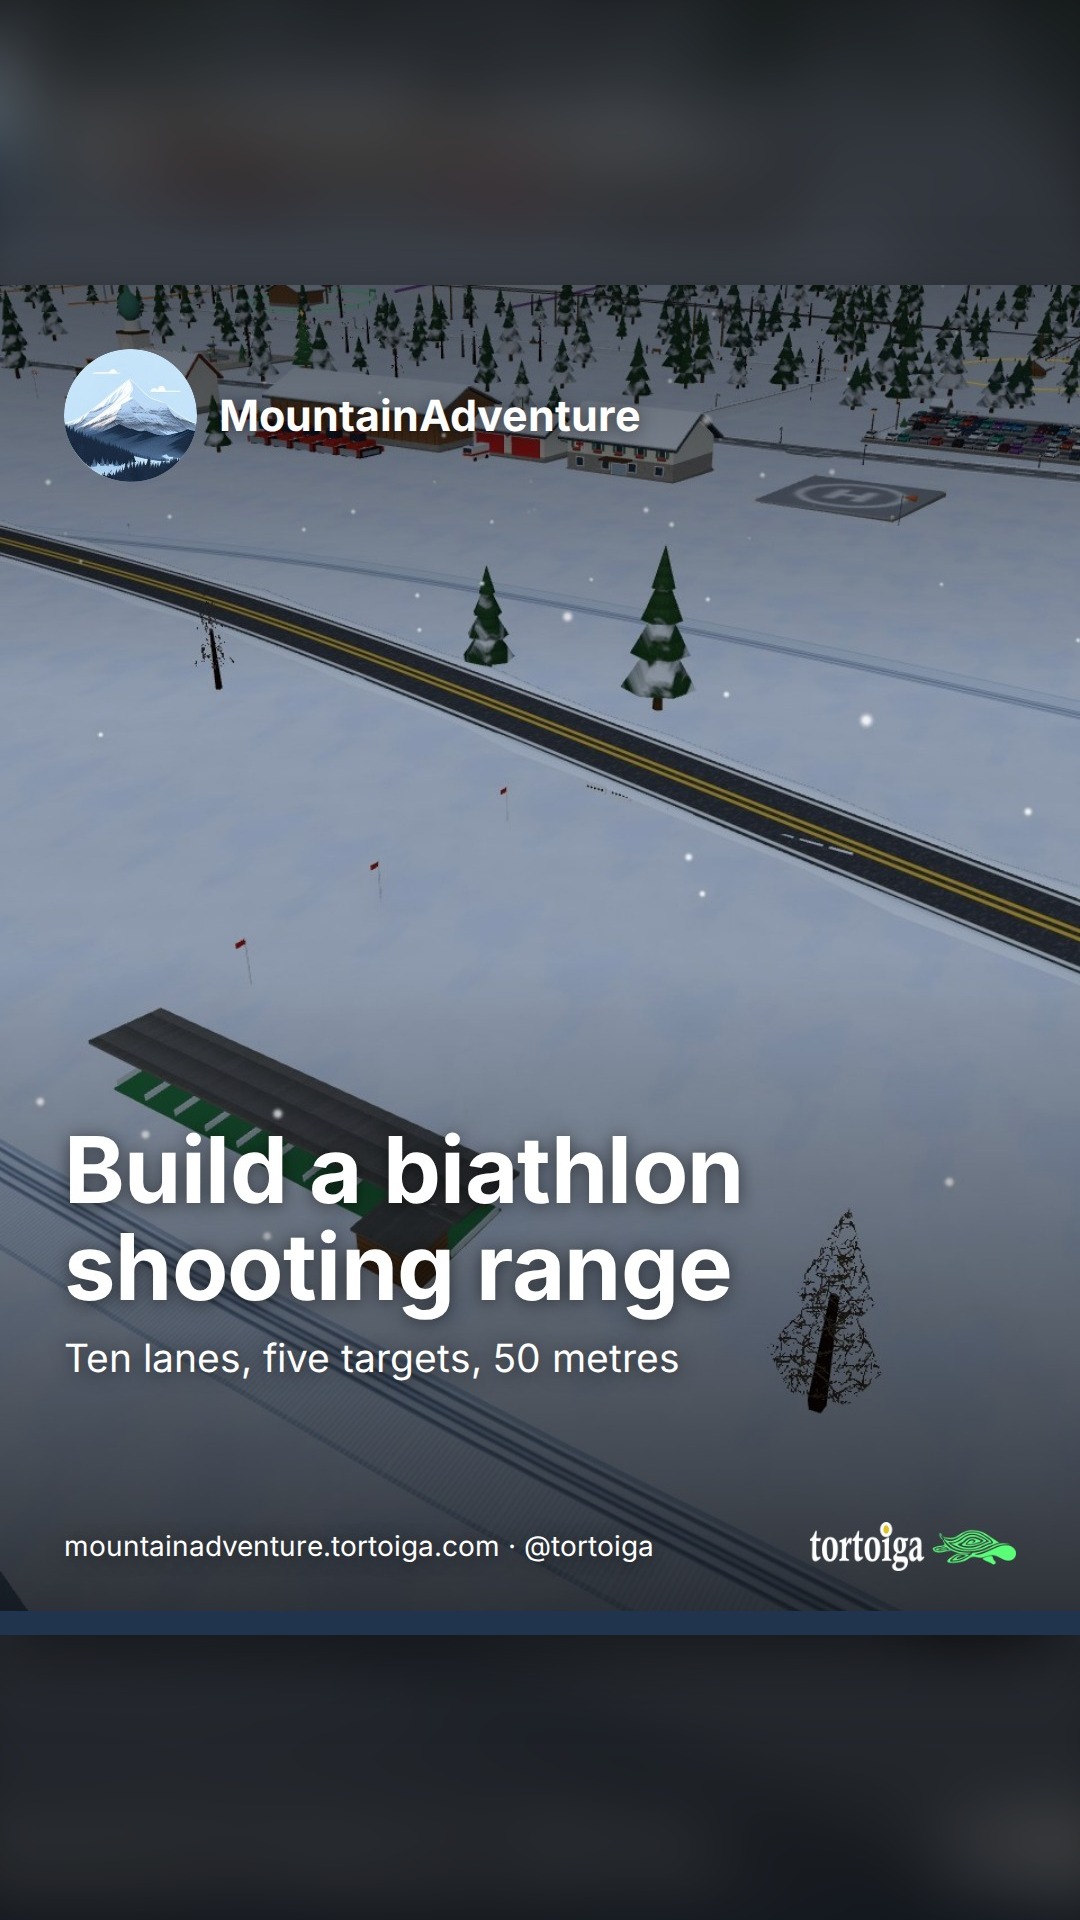 MountainAdventure
H
Build a biathlon
shooting range
Ten lanes, five targets, 50 metres
mountainadventure.tortoiga.com · @tortoiga
tortoiga